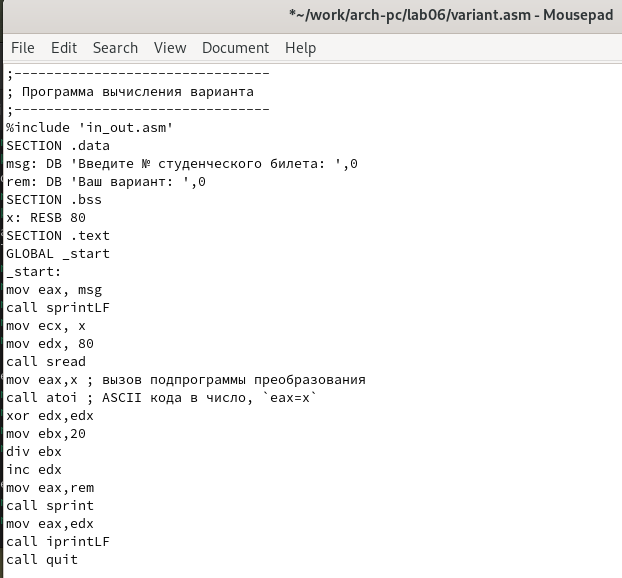 *~/work/arch-pc/lab06/variant.asm - Mousepad
File Edit Search View Document Help
;--------------------------------
; Программа вычисления варианта
;--------------------------------
%include 'in_out.asm'
SECTION .data
msg: DB 'Введите № студенческого билета: ',0
rem: DB 'Ваш вариант: ',0
SECTION .bss
x: RESB 80
SECTION .text
GLOBAL _start
_start:
mov eax, msg
call sprintLF
mov ecx, x
mov edx, 80
call sread
mov eax,x ; вызов подпрограммы преобразования
call atoi ; ASCII кода в число, `eax=x`
xor edx,edx
mov ebx,20
div ebx
inc edx
mov eax,rem
call sprint
mov eax,edx
call iprintLF
call quit